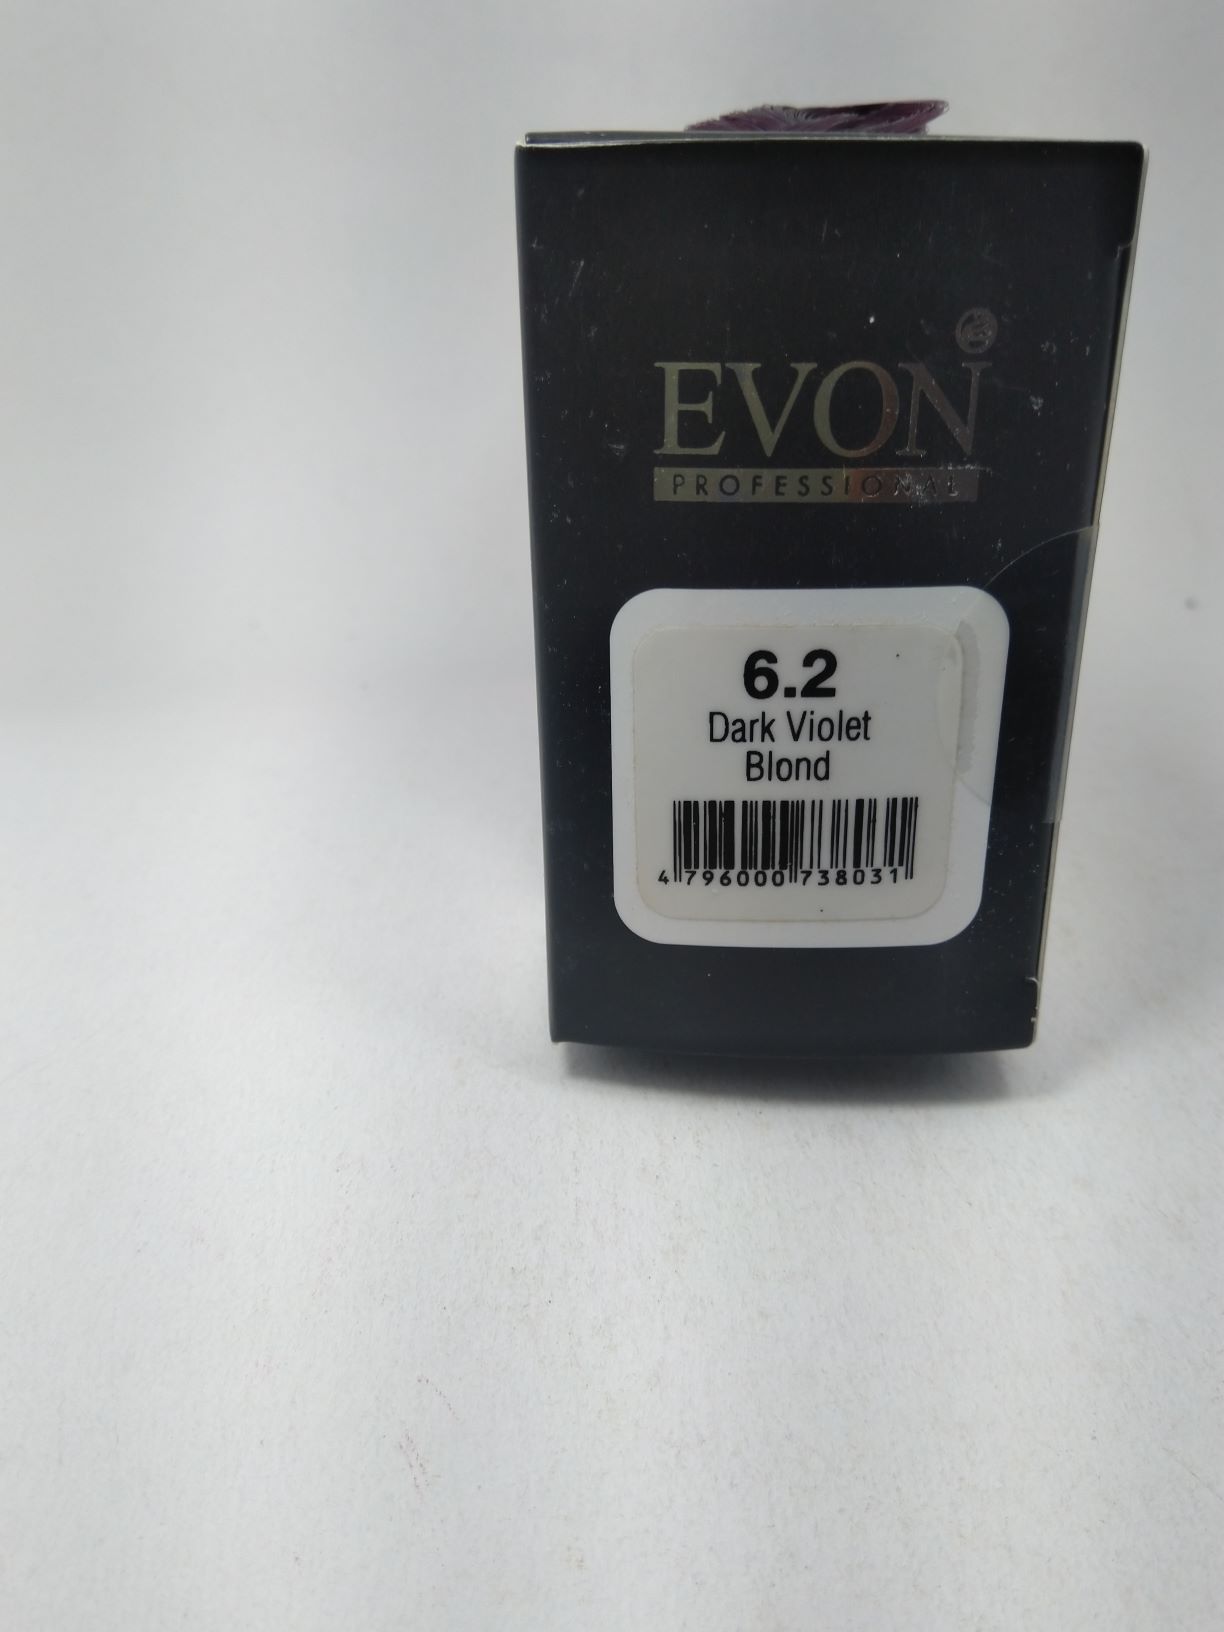 EVON
PROFESSIONAL
6.2
Dark Violet
Blond
4 796000 738031